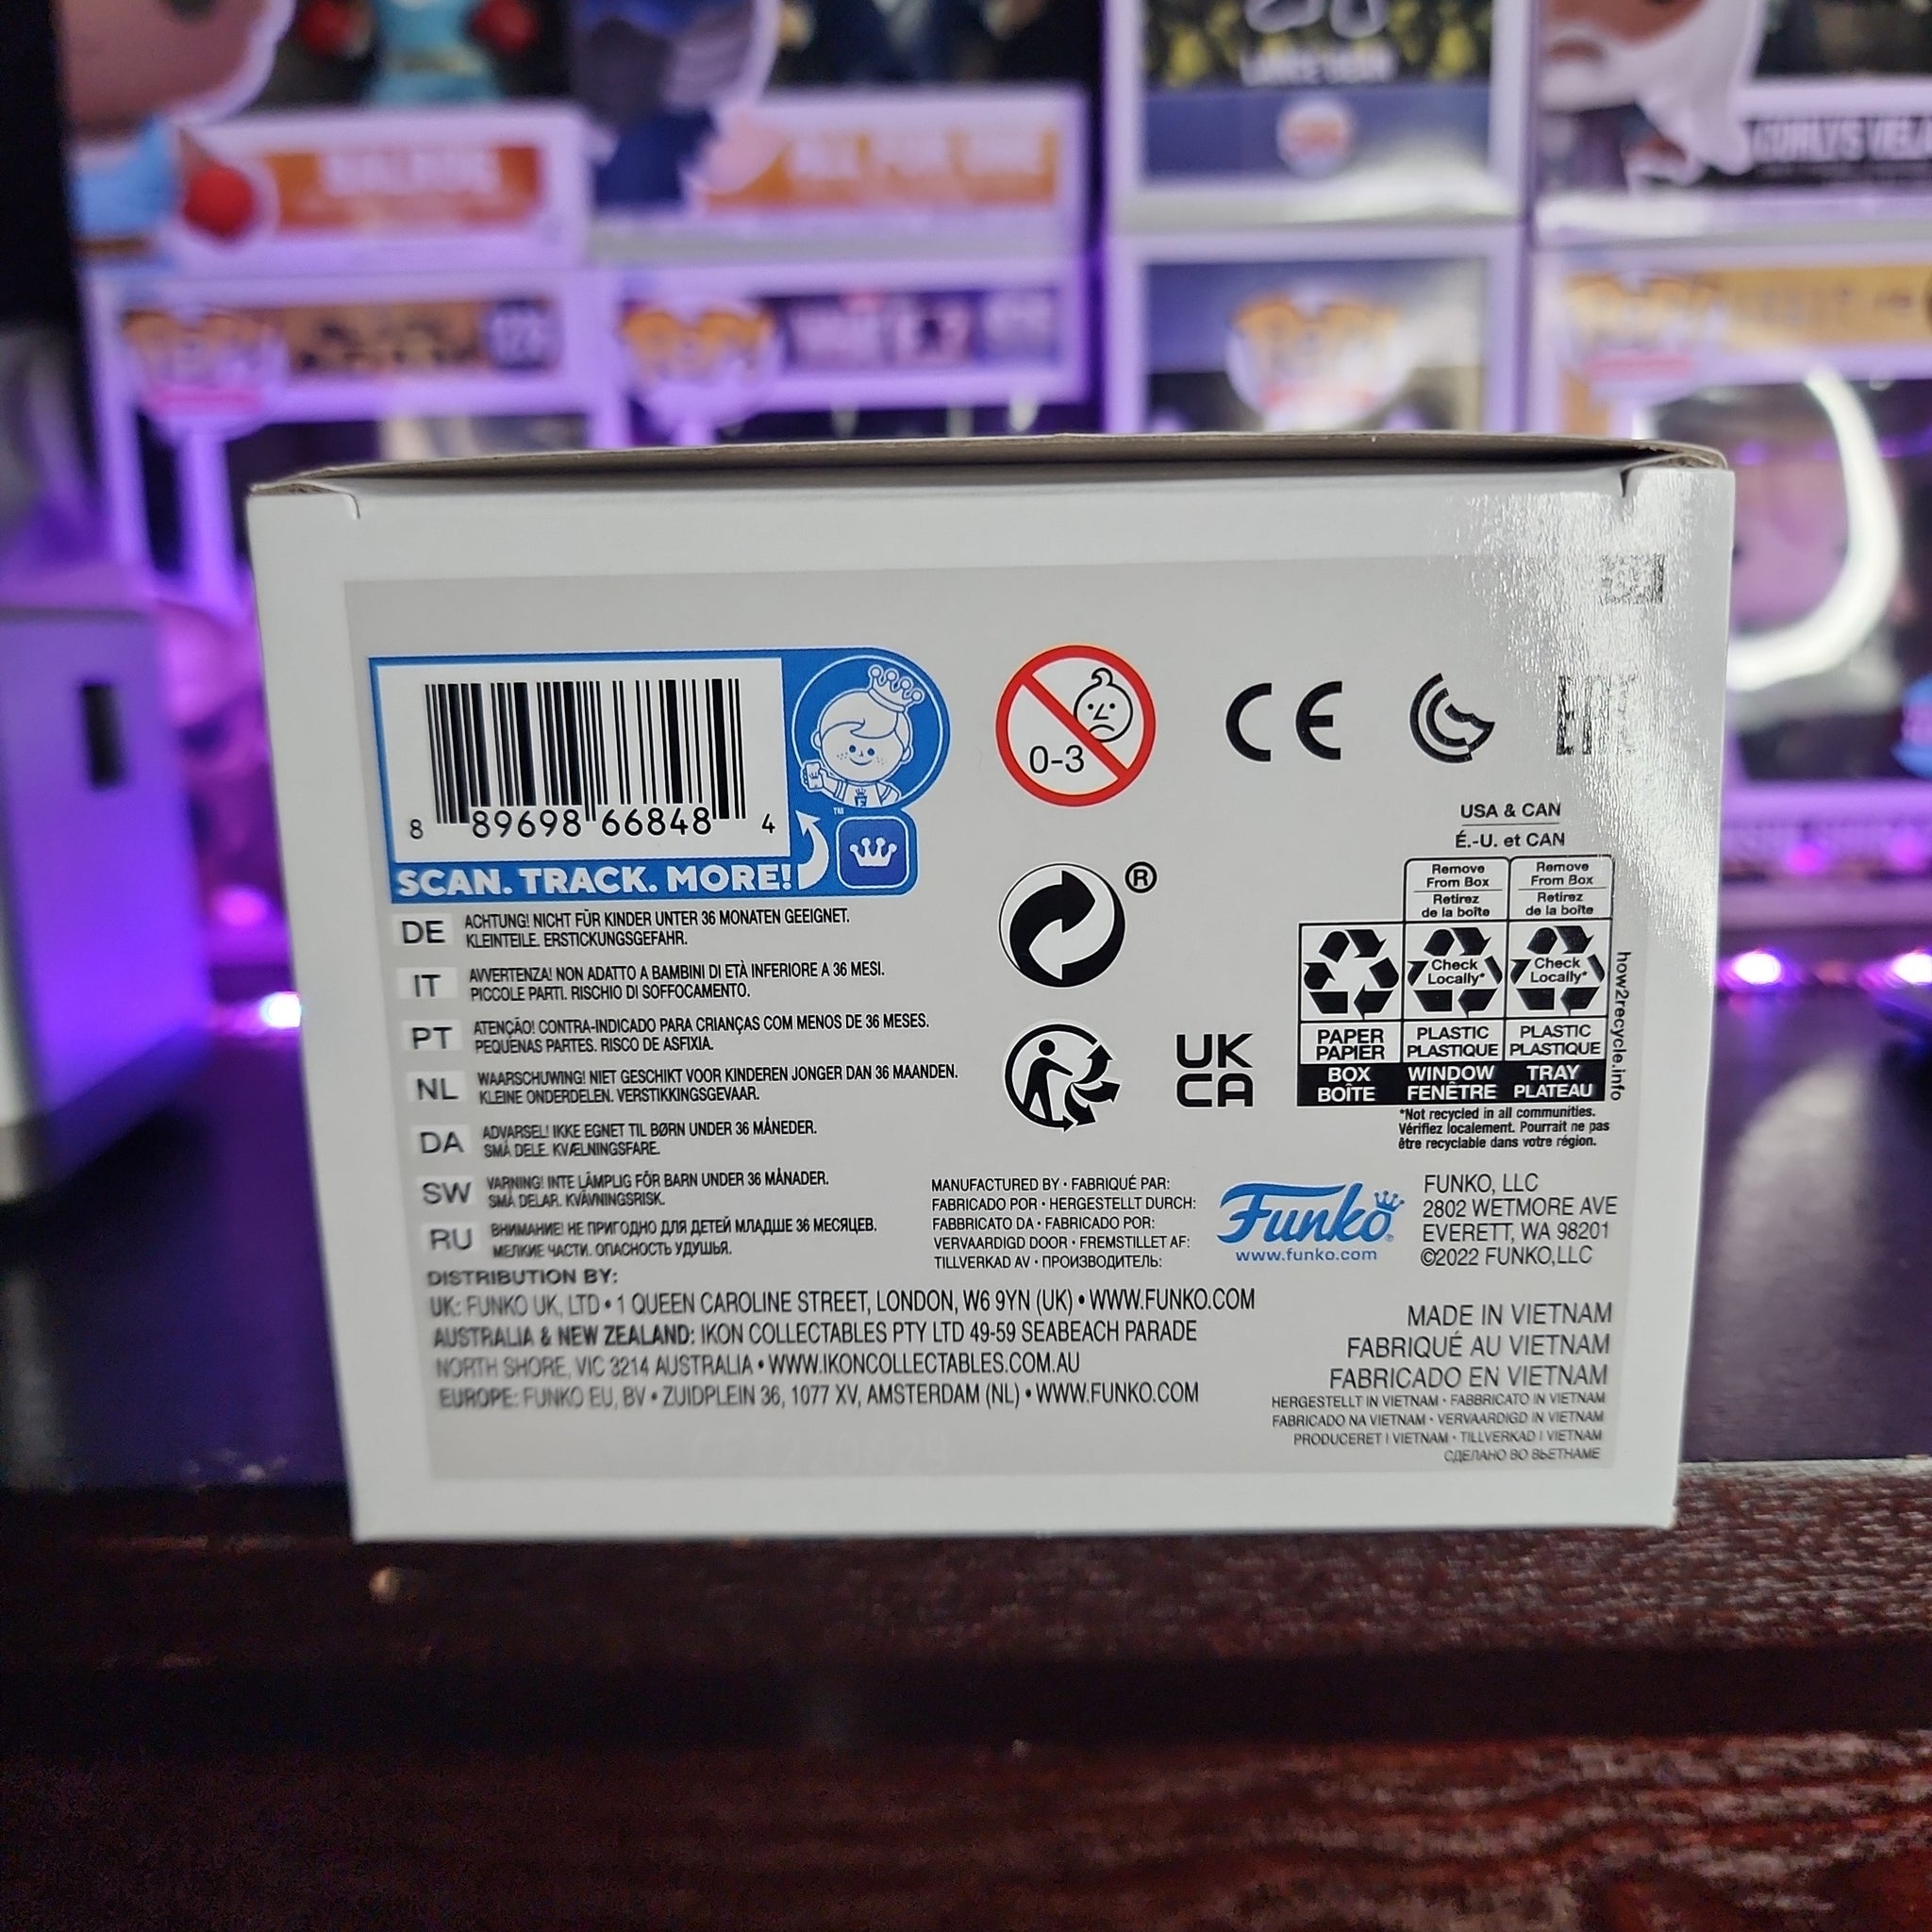 ALL FOR ONE
CURLY'S
POP!
POP!
POP!
8 89698 66848 4
™
SCAN. TRACK. MORE!
0-3
CE
EAC
®
UK
CA
USA & CAN
É.-U. et CAN
Remove
From Box
Retirez
de la boîte
Remove
From Box
Retirez
de la boîte
Check
Locally*
Check
Locally*
PAPER
PAPIER
PLASTIC
PLASTIQUE
PLASTIC
PLASTIQUE
BOX
BOÎTE
WINDOW
FENÊTRE
TRAY
PLATEAU
how2recycle.info
*Not recycled in all communities.
Vérifiez localement. Pourrait ne pas
être recyclable dans votre région.
DE ACHTUNG! NICHT FÜR KINDER UNTER 36 MONATEN GEEIGNET.
KLEINTEILE. ERSTICKUNGSGEFAHR.
IT AVVERTENZA! NON ADATTO A BAMBINI DI ETÀ INFERIORE A 36 MESI.
PICCOLE PARTI. RISCHIO DI SOFFOCAMENTO.
PT ATENÇÃO! CONTRA-INDICADO PARA CRIANÇAS COM MENOS DE 36 MESES.
PEQUENAS PARTES. RISCO DE ASFIXIA.
NL WAARSCHUWING! NIET GESCHIKT VOOR KINDEREN JONGER DAN 36 MAANDEN.
KLEINE ONDERDELEN. VERSTIKKINGSGEVAAR.
DA ADVARSEL! IKKE EGNET TIL BØRN UNDER 36 MÅNEDER.
SMÅ DELE. KVÆLNINGSFARE.
SW VARNING! INTE LÄMPLIG FÖR BARN UNDER 36 MÅNADER.
SMÅ DELAR. KVÄVNINGSRISK.
RU ВНИМАНИЕ! НЕ ПРИГОДНО ДЛЯ ДЕТЕЙ МЛАДШЕ 36 МЕСЯЦЕВ.
МЕЛКИЕ ЧАСТИ. ОПАСНОСТЬ УДУШЬЯ.
MANUFACTURED BY • FABRIQUÉ PAR:
FABRICADO POR • HERGESTELLT DURCH:
FABBRICATO DA • FABRICADO POR:
VERVAARDIGD DOOR • FREMSTILLET AF:
TILLVERKAD AV • ПРОИЗВОДИТЕЛЬ:
Funko®
www.funko.com
FUNKO, LLC
2802 WETMORE AVE
EVERETT, WA 98201
©2022 FUNKO,LLC
DISTRIBUTION BY:
UK: FUNKO UK, LTD • 1 QUEEN CAROLINE STREET, LONDON, W6 9YN (UK) • WWW.FUNKO.COM
AUSTRALIA & NEW ZEALAND: IKON COLLECTABLES PTY LTD 49-59 SEABEACH PARADE
NORTH SHORE, VIC 3214 AUSTRALIA • WWW.IKONCOLLECTABLES.COM.AU
EUROPE: FUNKO EU, BV • ZUIDPLEIN 36, 1077 XV, AMSTERDAM (NL) • WWW.FUNKO.COM
MADE IN VIETNAM
FABRIQUÉ AU VIETNAM
FABRICADO EN VIETNAM
HERGESTELLT IN VIETNAM • FABBRICATO IN VIETNAM
FABRICADO NA VIETNAM • VERVAARDIGD IN VIETNAM
PRODUCERET I VIETNAM • TILLVERKAD I VIETNAM
СДЕЛАНО ВО ВЬЕТНАМЕ